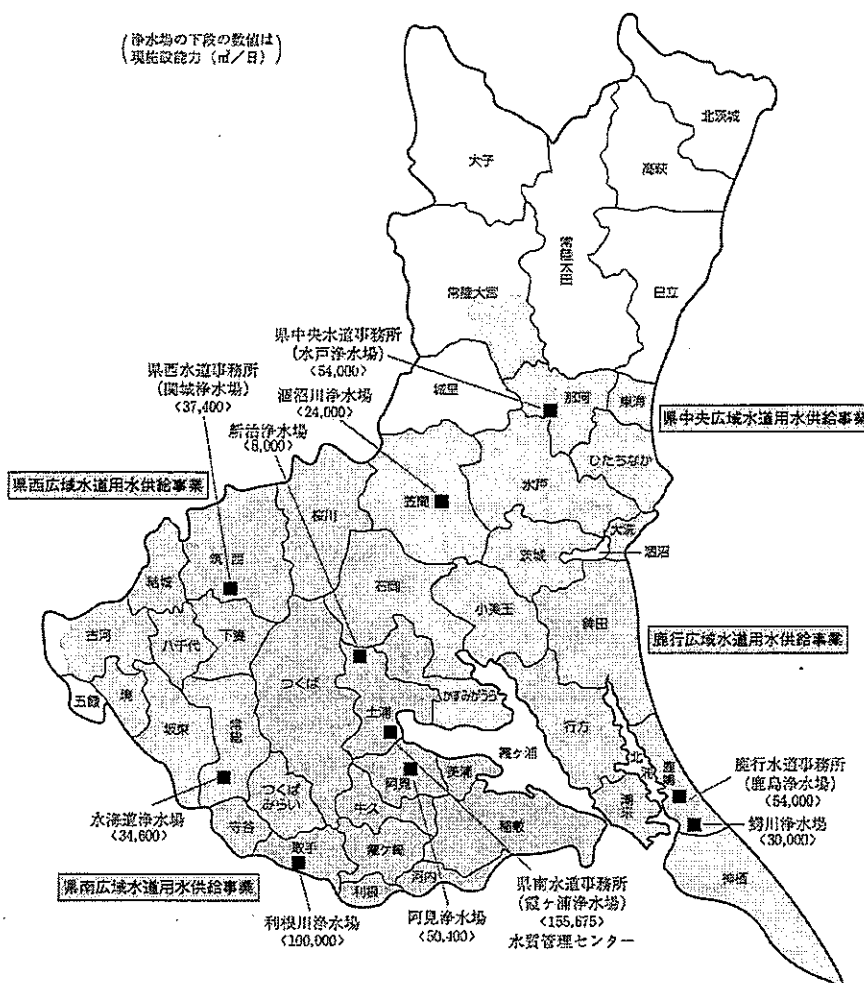 (浄水場の下段の数値は
現施設能力(㎥/日))
北茨城
大子
高萩
常陸太田
常陸大宮
日立
県中央水道事務所
(水戸浄水場)
<54,000>
県西水道事務所
(関城浄水場)
<37,400>
涸沼川浄水場
<24,000>
新治浄水場
<8,000>
城里
那珂
東海
県中央広域水道用水供給事業
ひたちなか
水戸
県西広域水道用水供給事業
笠間
桜川
大洗
涸沼
茨城
筑西
石岡
結城
小美玉
鉾田
古河
八千代
下妻
鹿行広域水道用水供給事業
つくば
かすみがうら
五霞
境
坂東
常総
土浦
行方
霞ヶ浦
北浦
鹿嶋
鹿行水道事務所
(鹿島浄水場)
<54,000>
阿見
美浦
潮来
鰐川浄水場
<30,000>
水海道浄水場
<34,600>
つくば
みらい
牛久
稲敷
守谷
取手
龍ケ崎
河内
利根
神栖
県南広域水道用水供給事業
利根川浄水場
<100,000>
阿見浄水場
<50,400>
県南水道事務所
(霞ヶ浦浄水場)
<155,675>
水質管理センター